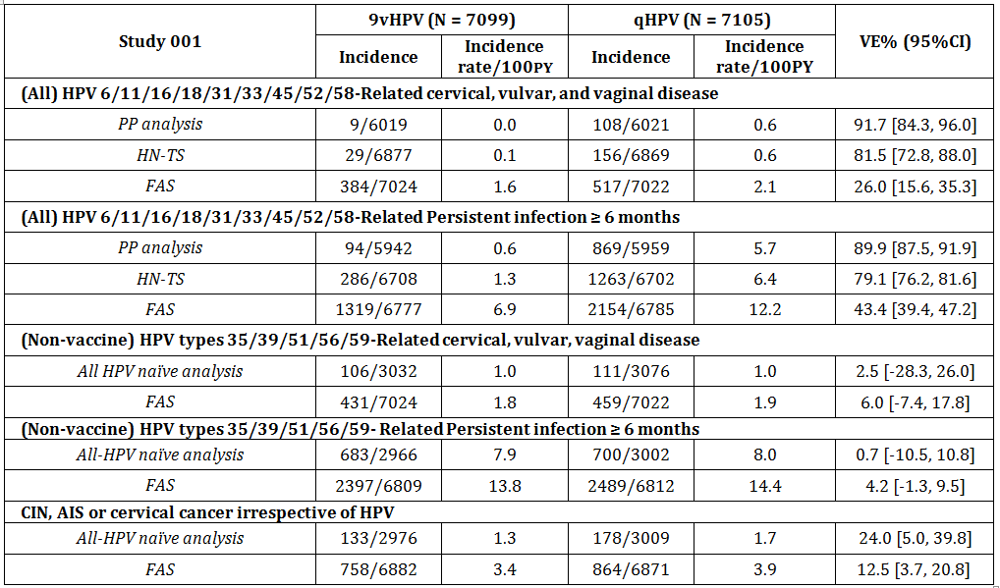 Study 001 9vHPV (N = 7099) qHPV (N = 7105) VE% (95%CI)
Incidence Incidence rate/100PY Incidence Incidence rate/100PY
(All) HPV 6/11/16/18/31/33/45/52/58-Related cervical, vulvar, and vaginal disease
PP analysis 9/6019 0.0 108/6021 0.6 91.7 [84.3, 96.0]
HN-TS 29/6877 0.1 156/6869 0.6 81.5 [72.8, 88.0]
FAS 384/7024 1.6 517/7022 2.1 26.0 [15.6, 35.3]
(All) HPV 6/11/16/18/31/33/45/52/58-Related Persistent infection ≥ 6 months
PP analysis 94/5942 0.6 869/5959 5.7 89.9 [87.5, 91.9]
HN-TS 286/6708 1.3 1263/6702 6.4 79.1 [76.2, 81.6]
FAS 1319/6777 6.9 2154/6785 12.2 43.4 [39.4, 47.2]
(Non-vaccine) HPV types 35/39/51/56/59-Related cervical, vulvar, vaginal disease
All HPV naïve analysis 106/3032 1.0 111/3076 1.0 2.5 [-28.3, 26.0]
FAS 431/7024 1.8 459/7022 1.9 6.0 [-7.4, 17.8]
(Non-vaccine) HPV types 35/39/51/56/59- Related Persistent infection ≥ 6 months
All-HPV naïve analysis 683/2966 7.9 700/3002 8.0 0.7 [-10.5, 10.8]
FAS 2397/6809 13.8 2489/6812 14.4 4.2 [-1.3, 9.5]
CIN, AIS or cervical cancer irrespective of HPV
All-HPV naïve analysis 133/2976 1.3 178/3009 1.7 24.0 [5.0, 39.8]
FAS 758/6882 3.4 864/6871 3.9 12.5 [3.7, 20.8]